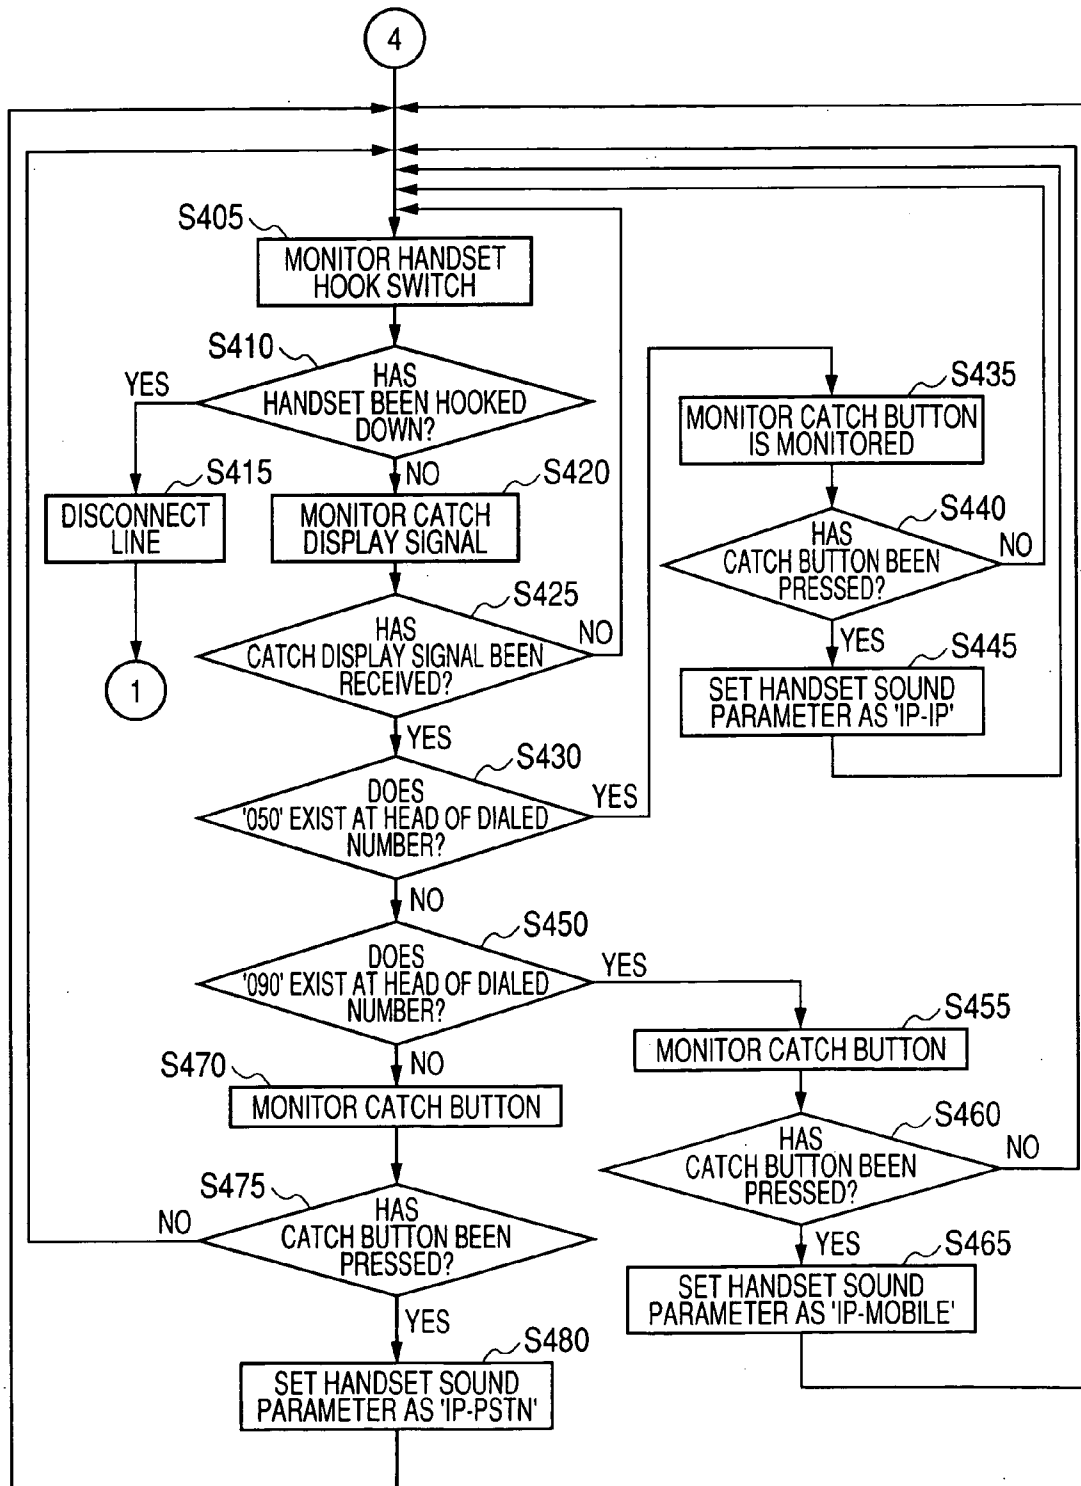 4
S405
MONITOR HANDSET
HOOK SWITCH
S410
HAS
HANDSET BEEN HOOKED
DOWN?
YES
NO
S415
DISCONNECT
LINE
1
S420
MONITOR CATCH
DISPLAY SIGNAL
S425
HAS
CATCH DISPLAY SIGNAL BEEN
RECEIVED?
NO
YES
S430
DOES
'050' EXIST AT HEAD OF DIALED
NUMBER?
YES
NO
S435
MONITOR CATCH BUTTON
IS MONITORED
S440
HAS
CATCH BUTTON BEEN
PRESSED?
NO
YES
S445
SET HANDSET SOUND
PARAMETER AS 'IP-IP'
S450
DOES
'090' EXIST AT HEAD OF DIALED
NUMBER?
YES
NO
S455
MONITOR CATCH BUTTON
S460
HAS
CATCH BUTTON BEEN
PRESSED?
NO
YES
S465
SET HANDSET SOUND
PARAMETER AS 'IP-MOBILE'
S470
MONITOR CATCH BUTTON
S475
HAS
CATCH BUTTON BEEN
PRESSED?
NO
YES
S480
SET HANDSET SOUND
PARAMETER AS 'IP-PSTN'